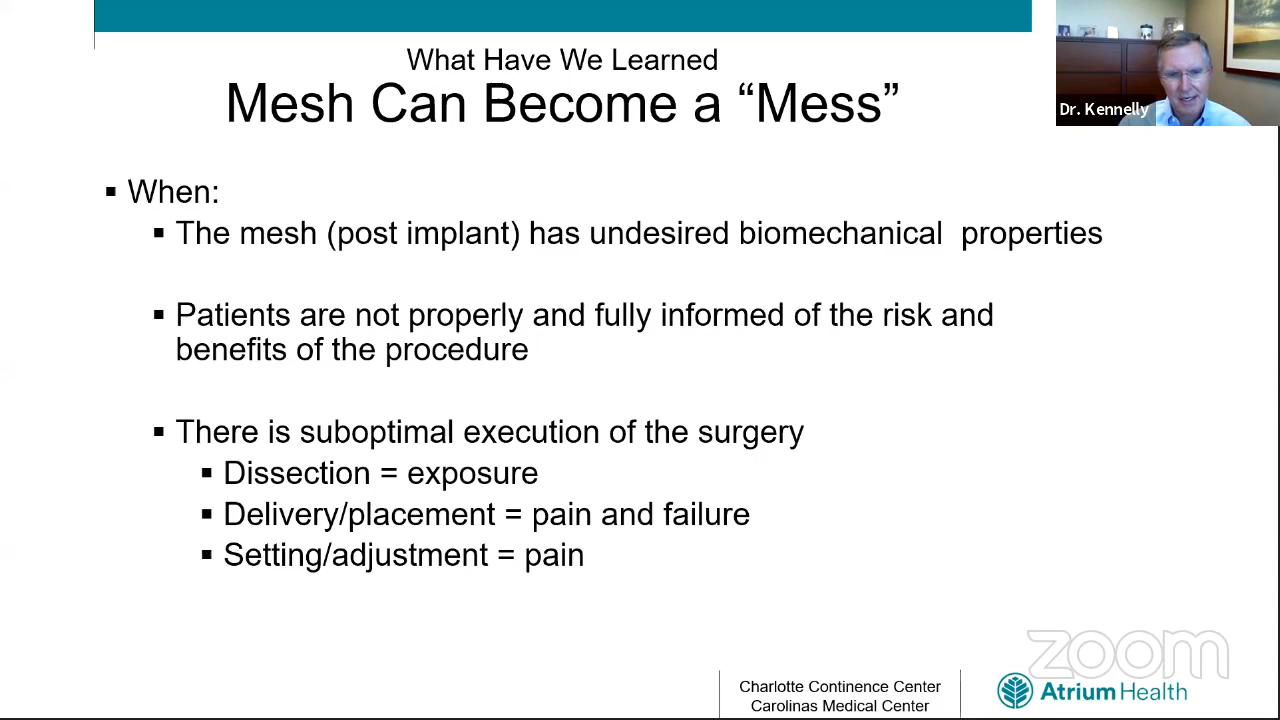 What Have We Learned
Mesh Can Become a “Mess”
Dr. Kennelly
▪ When:
▪ The mesh (post implant) has undesired biomechanical properties
▪ Patients are not properly and fully informed of the risk and
benefits of the procedure
▪ There is suboptimal execution of the surgery
▪ Dissection = exposure
▪ Delivery/placement = pain and failure
▪ Setting/adjustment = pain
zoom
Charlotte Continence Center
Carolinas Medical Center
Atrium Health